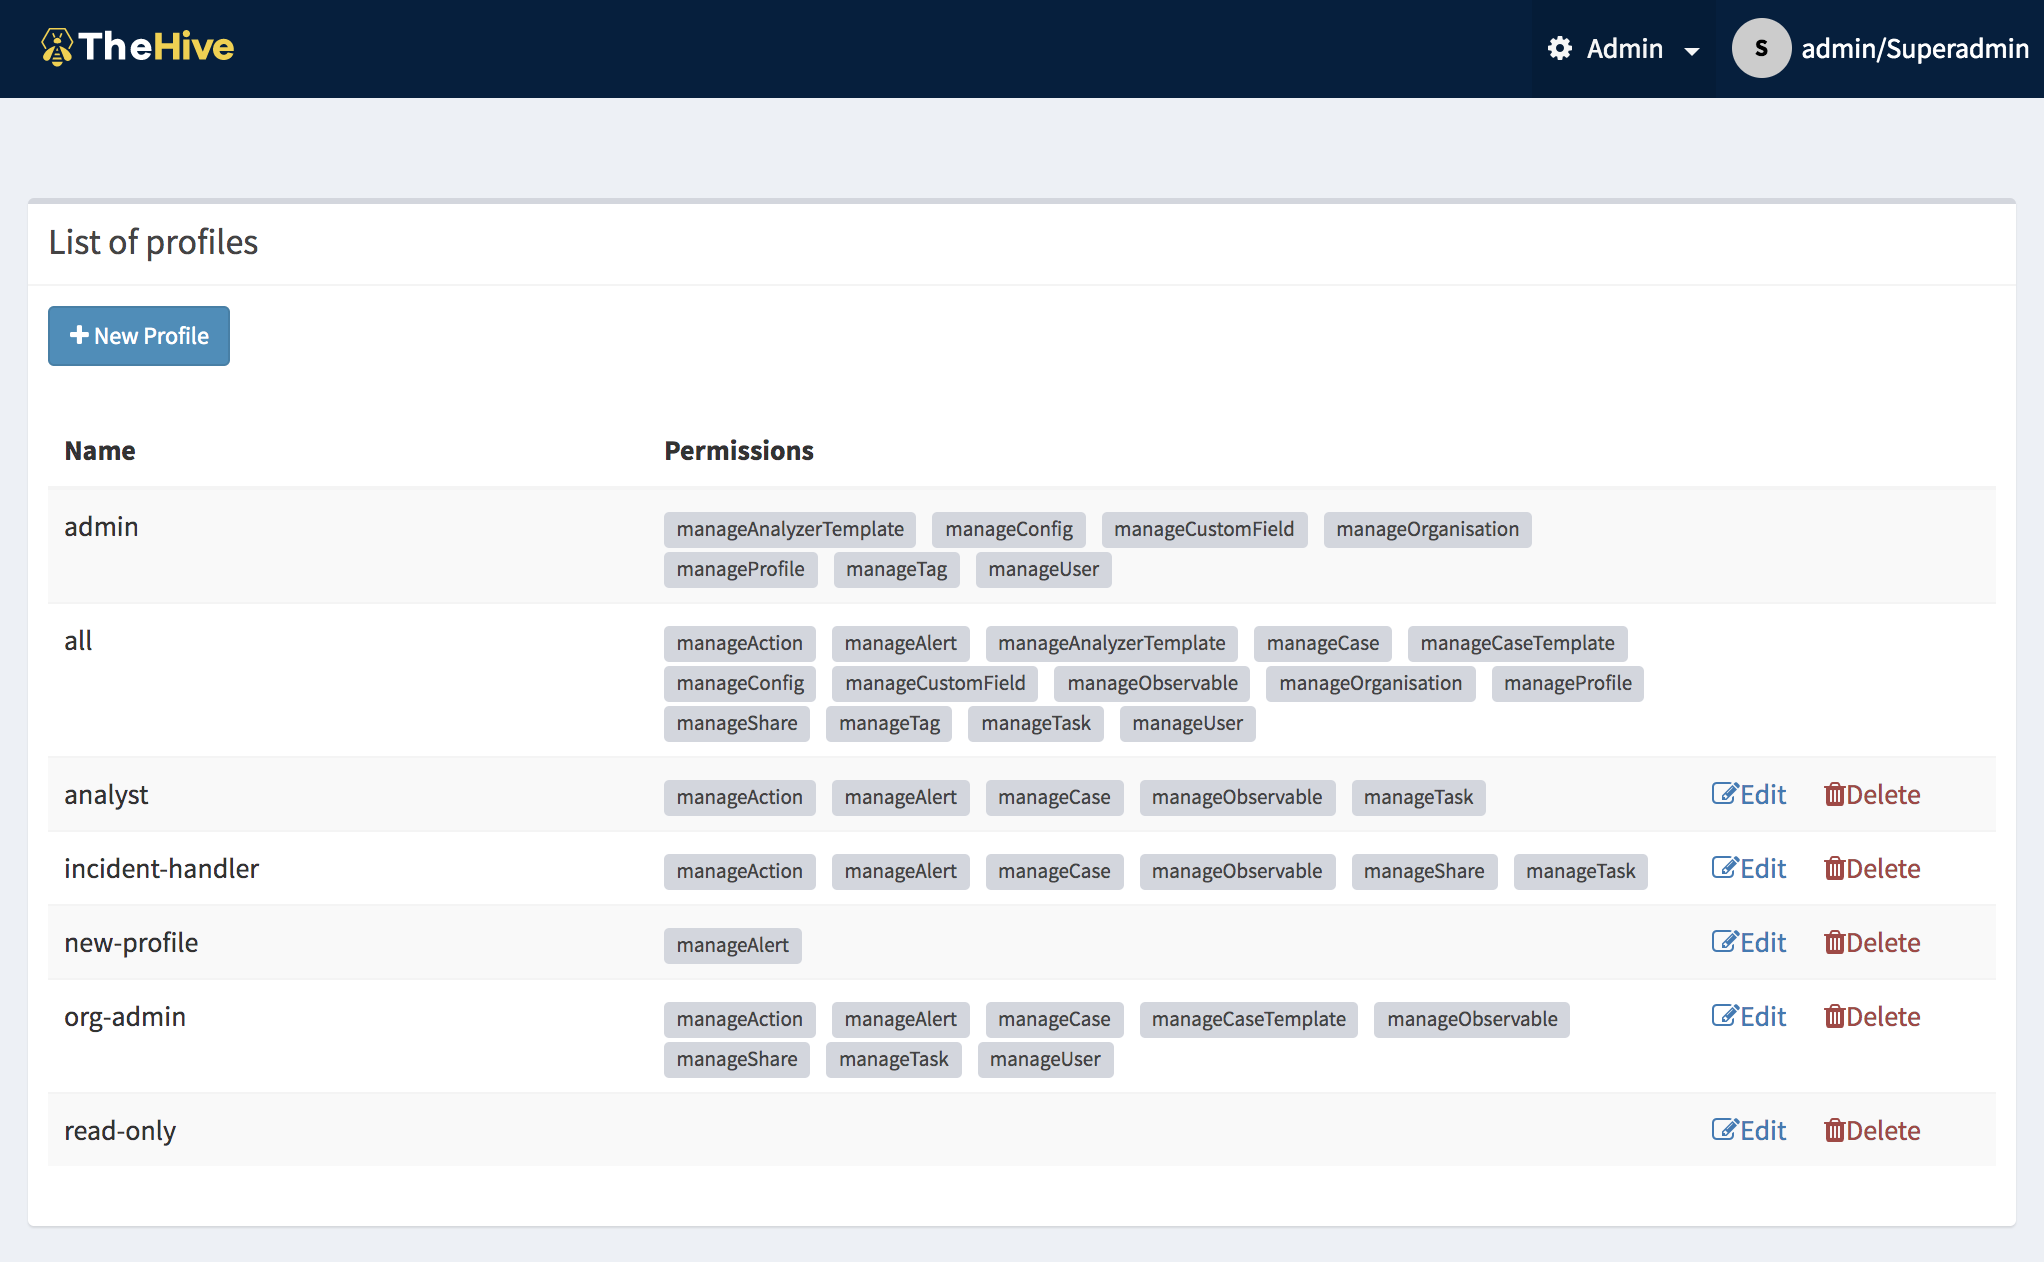 TheHive Admin S admin/Superadmin
List of profiles
New Profile
Name Permissions
admin manageAnalyzerTemplate manageConfig manageCustomField manageOrganisation
manageProfile manageTag manageUser
all manageAction manageAlert manageAnalyzerTemplate manageCase manageCaseTemplate
manageConfig manageCustomField manageObservable manageOrganisation manageProfile
manageShare manageTag manageTask manageUser
analyst manageAction manageAlert manageCase manageObservable manageTask Edit Delete
incident-handler manageAction manageAlert manageCase manageObservable manageShare manageTask Edit Delete
new-profile manageAlert Edit Delete
org-admin manageAction manageAlert manageCase manageCaseTemplate manageObservable Edit Delete
manageShare manageTask manageUser
read-only Edit Delete